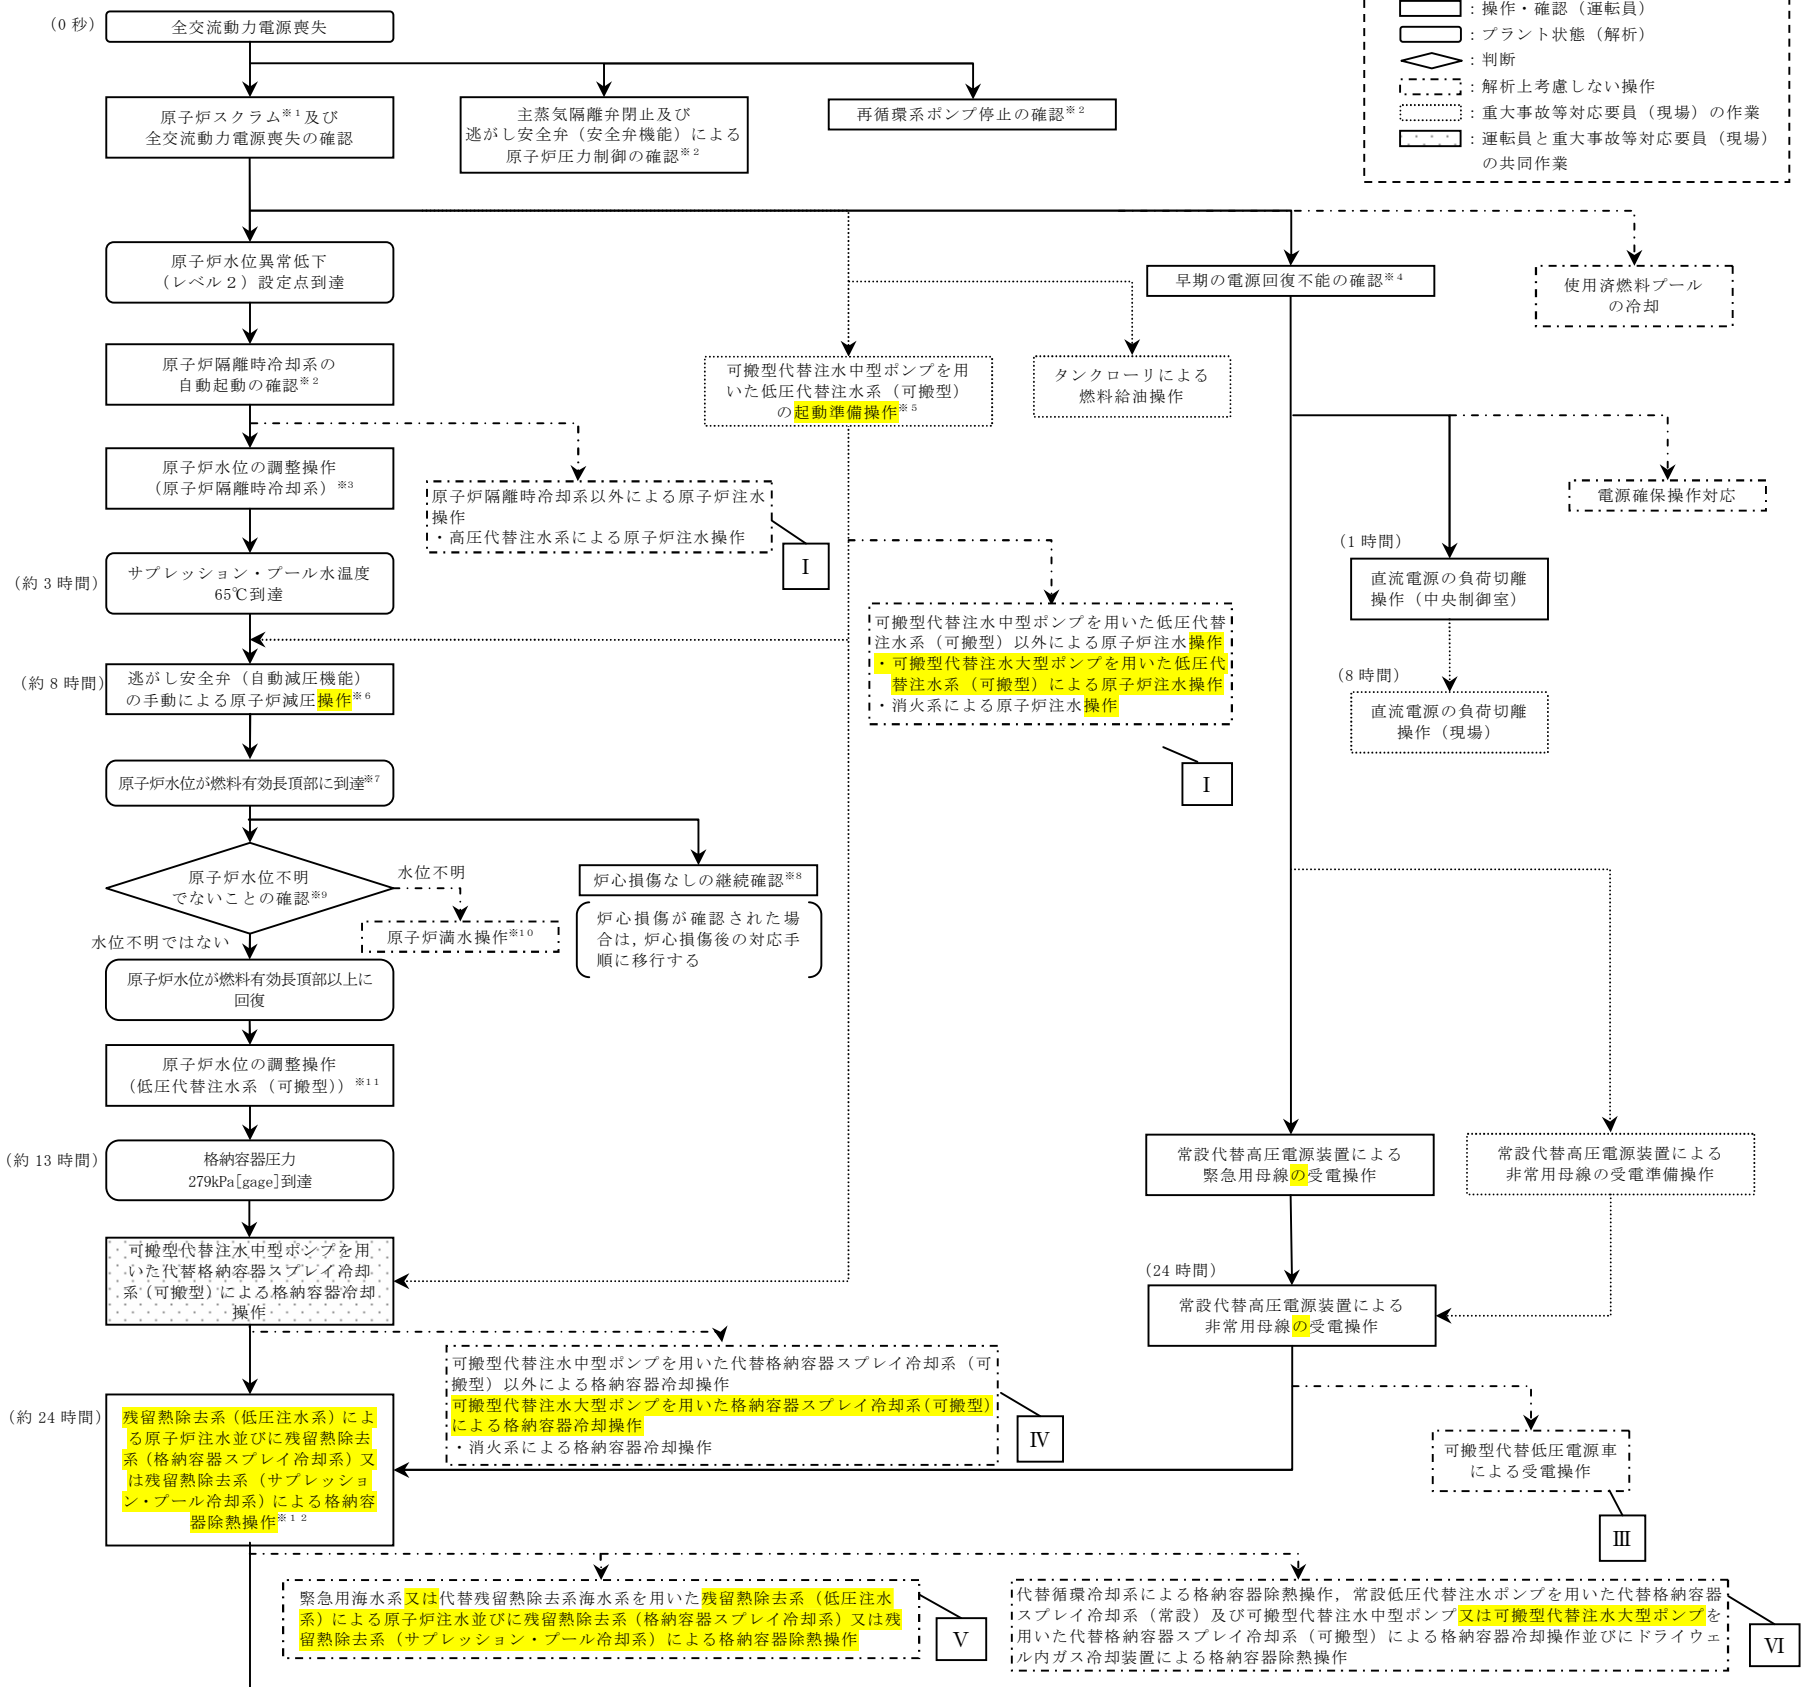 ：操作・確認（運転員）
：プラント状態（解析）
：判断
：解析上考慮しない操作
：重大事故等対応要員（現場）の作業
：運転員と重大事故等対応要員（現場）
の共同作業
（0 秒）
全交流動力電源喪失
原子炉スクラム※1及び
全交流動力電源喪失の確認
主蒸気隔離弁閉止及び
逃がし安全弁（安全弁機能）による
原子炉圧力制御の確認※2
再循環系ポンプ停止の確認※2
原子炉水位異常低下
（レベル２）設定点到達
早期の電源回復不能の確認※4
使用済燃料プール
の冷却
原子炉隔離時冷却系の
自動起動の確認※2
可搬型代替注水中型ポンプを用
いた低圧代替注水系（可搬型）
の起動準備操作※5
タンクローリによる
燃料給油操作
原子炉水位の調整操作
（原子炉隔離時冷却系）※3
原子炉隔離時冷却系以外による原子炉注水
操作
・高圧代替注水系による原子炉注水操作
Ⅰ
電源確保操作対応
（1 時間）
直流電源の負荷切離
操作（中央制御室）
（約 3 時間）
サプレッション・プール水温度
65℃到達
可搬型代替注水中型ポンプを用いた低圧代替
注水系（可搬型）以外による原子炉注水操作
・可搬型代替注水大型ポンプを用いた低圧代
替注水系（可搬型）による原子炉注水操作
・消火系による原子炉注水操作
Ⅰ
（8 時間）
直流電源の負荷切離
操作（現場）
（約 8 時間）
逃がし安全弁（自動減圧機能）
の手動による原子炉減圧操作※6
原子炉水位が燃料有効長頂部に到達※7
原子炉水位不明
でないことの確認※9
水位不明
原子炉満水操作※10
炉心損傷なしの継続確認※8
炉心損傷が確認された場
合は，炉心損傷後の対応手
順に移行する
水位不明ではない
原子炉水位が燃料有効長頂部以上に
回復
原子炉水位の調整操作
（低圧代替注水系（可搬型））※11
（約 13 時間）
格納容器圧力
279kPa[gage]到達
常設代替高圧電源装置による
緊急用母線の受電操作
常設代替高圧電源装置による
非常用母線の受電準備操作
可搬型代替注水中型ポンプを用
いた代替格納容器スプレイ冷却
系（可搬型）による格納容器冷却
操作
（24 時間）
常設代替高圧電源装置による
非常用母線の受電操作
可搬型代替注水中型ポンプを用いた代替格納容器スプレイ冷却系（可
搬型）以外による格納容器冷却操作
可搬型代替注水大型ポンプを用いた格納容器スプレイ冷却系（可搬型）
による格納容器冷却操作
・消火系による格納容器冷却操作
Ⅳ
可搬型代替低圧電源車
による受電操作
Ⅲ
（約 24 時間）
残留熱除去系（低圧注水系）によ
る原子炉注水並びに残留熱除去
系（格納容器スプレイ冷却系）又
は残留熱除去系（サプレッショ
ン・プール冷却系）による格納容
器除熱操作※12
緊急用海水系又は代替残留熱除去系海水系を用いた残留熱除去系（低圧注水
系）による原子炉注水並びに残留熱除去系（格納容器スプレイ冷却系）又は残
留熱除去系（サプレッション・プール冷却系）による格納容器除熱操作
Ⅴ
代替循環冷却系による格納容器除熱操作，常設低圧代替注水ポンプを用いた代替格納容器
スプレイ冷却系（常設）及び可搬型代替注水中型ポンプ又は可搬型代替注水大型ポンプを
用いた代替格納容器スプレイ冷却系（可搬型）による格納容器冷却操作並びにドライウェ
ル内ガス冷却装置による格納容器除熱操作
Ⅵ